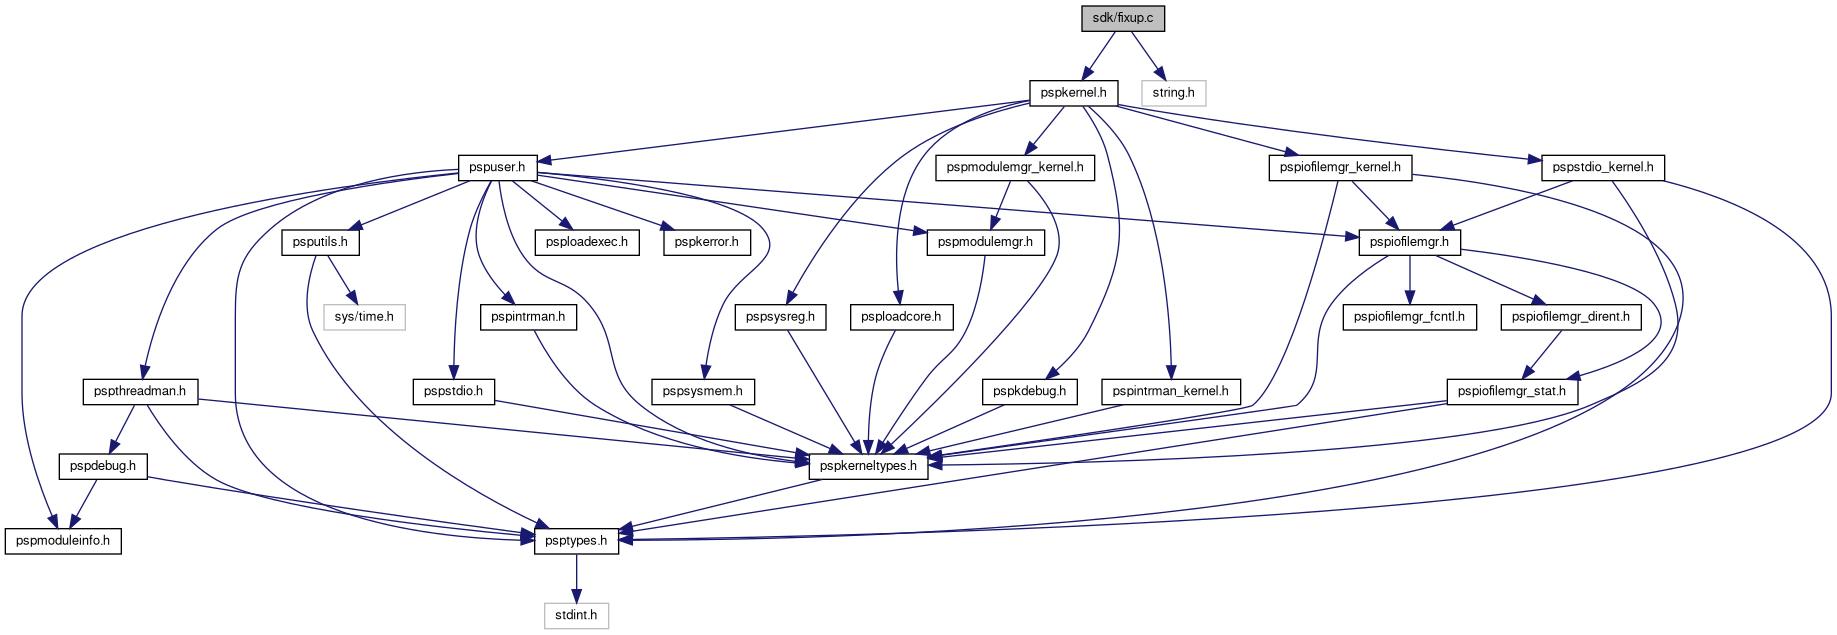 sdk/fixup.c
pspkernel.h
string.h
pspuser.h
pspmodulemgr_kernel.h
pspiofilemgr_kernel.h
pspstdio_kernel.h
psputils.h
psploadexec.h
pspkerror.h
pspmodulemgr.h
pspiofilemgr.h
sys/time.h
pspintrman.h
pspsysreg.h
psploadcore.h
pspiofilemgr_fcntl.h
pspiofilemgr_dirent.h
pspthreadman.h
pspstdio.h
pspsysmem.h
pspkdebug.h
pspintrman_kernel.h
pspiofilemgr_stat.h
pspdebug.h
pspkerneltypes.h
pspmoduleinfo.h
psptypes.h
stdint.h